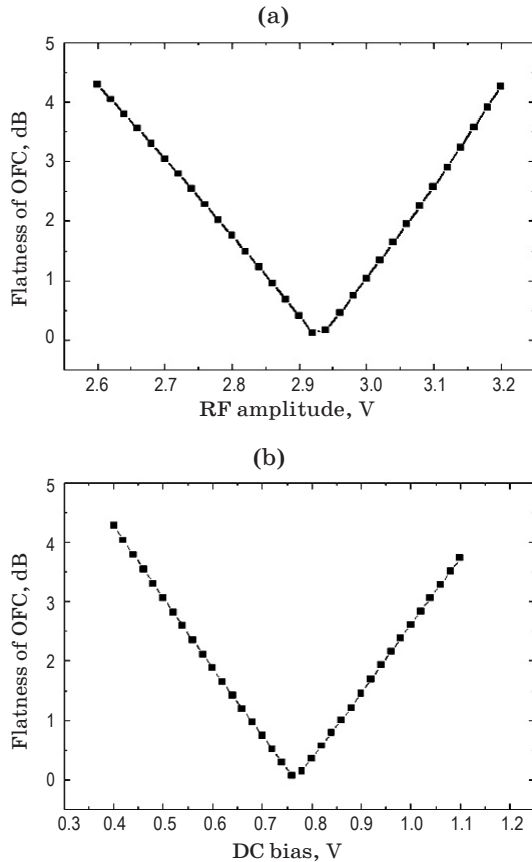 (a)
Flatness of OFC, dB
5
4
3
2
1
0
2.6 2.7 2.8 2.9 3.0 3.1 3.2
RF amplitude, V
(b)
Flatness of OFC, dB
5
4
3
2
1
0
0.3 0.4 0.5 0.6 0.7 0.8 0.9 1.0 1.1 1.2
DC bias, V